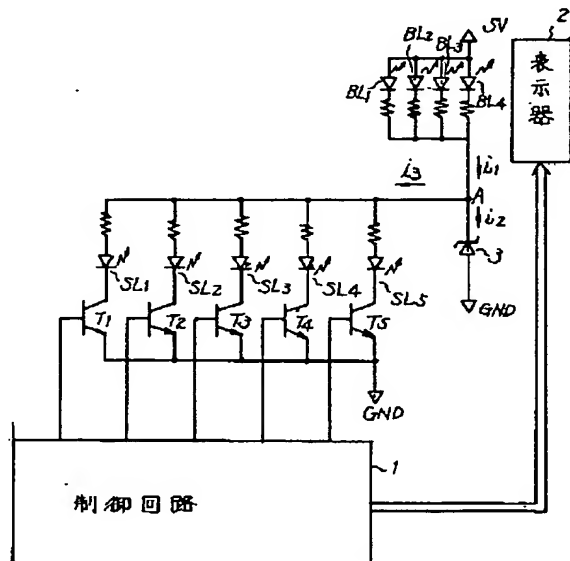 5V
2
BL2
BL3
表示器
BL1
BL4
i1
i3
A
i2
3
SL1
SL2
SL3
SL4
SL5
GND
T1
T2
T3
T4
T5
GND
1
制御回路